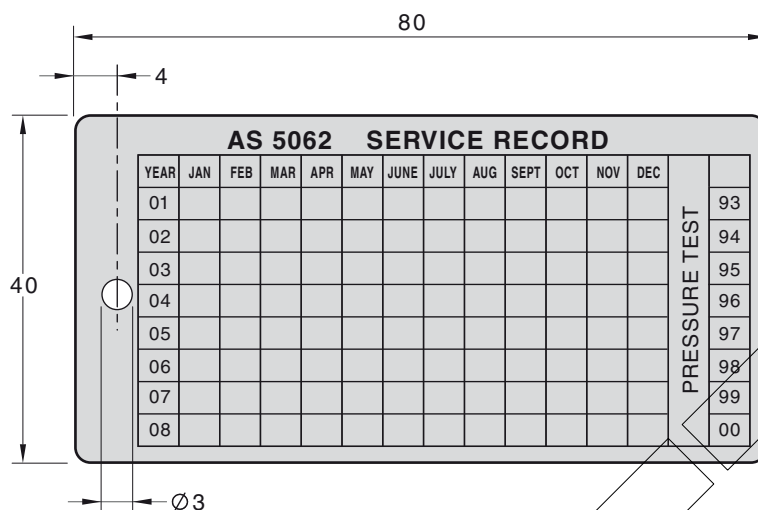 80
4
AS 5062 SERVICE RECORD
YEAR JAN FEB MAR APR MAY JUNE JULY AUG SEPT OCT NOV DEC
01 93
02 94
03 95
40
04 96
05 97
06 98
07 99
08 00
PRESSURE TEST
Ø3